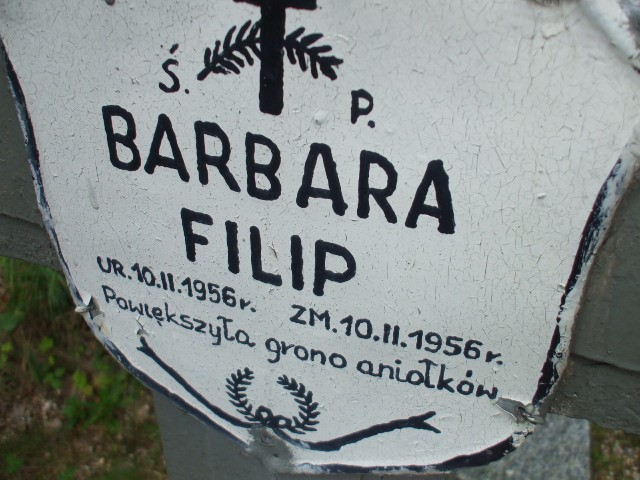 Ś. P.
BARBARA
FILIP
UR. 10.II.1956r. ZM. 10.II.1956r.
Powiększyła grono aniołków